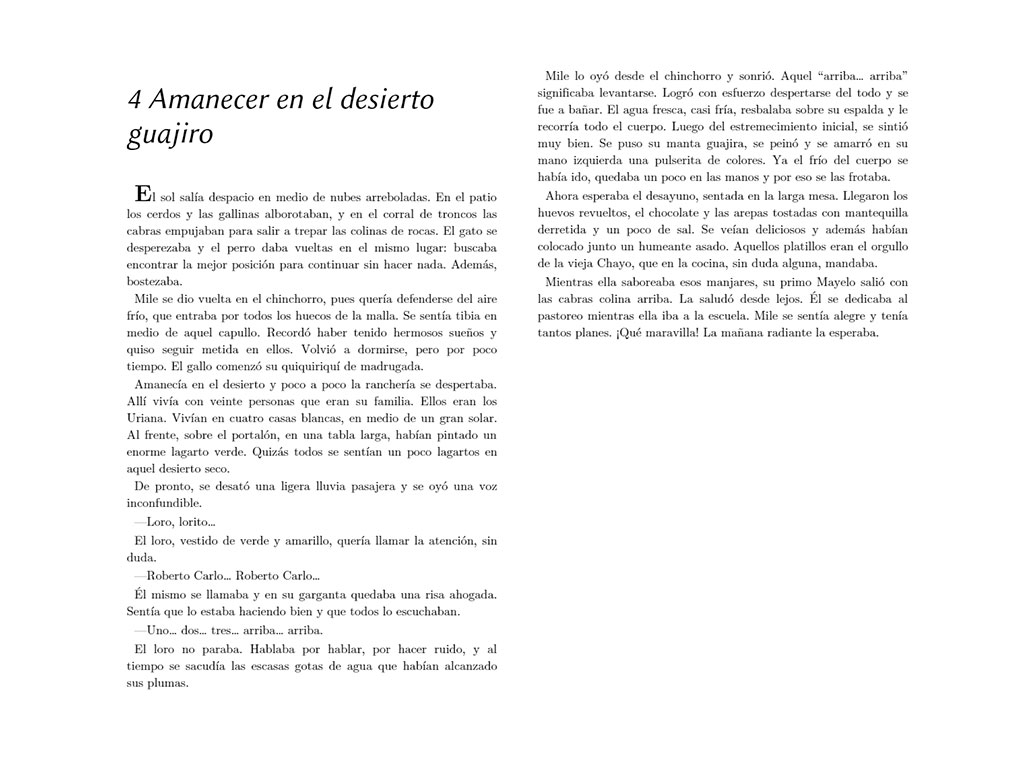 4 Amanecer en el desierto
guajiro
El sol salía despacio en medio de nubes arreboladas. En el patio
los cerdos y las gallinas alborotaban, y en el corral de troncos las
cabras empujaban para salir a trepar las colinas de rocas. El gato se
desperezaba y el perro daba vueltas en el mismo lugar: buscaba
encontrar la mejor posición para continuar sin hacer nada. Además,
bostezaba.
Mile se dio vuelta en el chinchorro, pues quería defenderse del aire
frío, que entraba por todos los huecos de la malla. Se sentía tibia en
medio de aquel capullo. Recordó haber tenido hermosos sueños y
quiso seguir metida en ellos. Volvió a dormirse, pero por poco
tiempo. El gallo comenzó su quiquiriquí de madrugada.
Amanecía en el desierto y poco a poco la ranchería se despertaba.
Allí vivía con veinte personas que eran su familia. Ellos eran los
Uriana. Vivían en cuatro casas blancas, en medio de un gran solar.
Al frente, sobre el portalón, en una tabla larga, habían pintado un
enorme lagarto verde. Quizás todos se sentían un poco lagartos en
aquel desierto seco.
De pronto, se desató una ligera lluvia pasajera y se oyó una voz
inconfundible.
—Loro, lorito…
El loro, vestido de verde y amarillo, quería llamar la atención, sin
duda.
—Roberto Carlo… Roberto Carlo…
Él mismo se llamaba y en su garganta quedaba una risa ahogada.
Sentía que lo estaba haciendo bien y que todos lo escuchaban.
—Uno… dos… tres… arriba… arriba.
El loro no paraba. Hablaba por hablar, por hacer ruido, y al
tiempo se sacudía las escasas gotas de agua que habían alcanzado
sus plumas.
Mile lo oyó desde el chinchorro y sonrió. Aquel “arriba… arriba”
significaba levantarse. Logró con esfuerzo despertarse del todo y se
fue a bañar. El agua fresca, casi fría, resbalaba sobre su espalda y le
recorría todo el cuerpo. Luego del estremecimiento inicial, se sintió
muy bien. Se puso su manta guajira, se peinó y se amarró en su
mano izquierda una pulserita de colores. Ya el frío del cuerpo se
había ido, quedaba un poco en las manos y por eso se las frotaba.
Ahora esperaba el desayuno, sentada en la larga mesa. Llegaron los
huevos revueltos, el chocolate y las arepas tostadas con mantequilla
derretida y un poco de sal. Se veían deliciosos y además habían
colocado junto un humeante asado. Aquellos platillos eran el orgullo
de la vieja Chayo, que en la cocina, sin duda alguna, mandaba.
Mientras ella saboreaba esos manjares, su primo Mayelo salió con
las cabras colina arriba. La saludó desde lejos. Él se dedicaba al
pastoreo mientras ella iba a la escuela. Mile se sentía alegre y tenía
tantos planes. ¡Qué maravilla! La mañana radiante la esperaba.